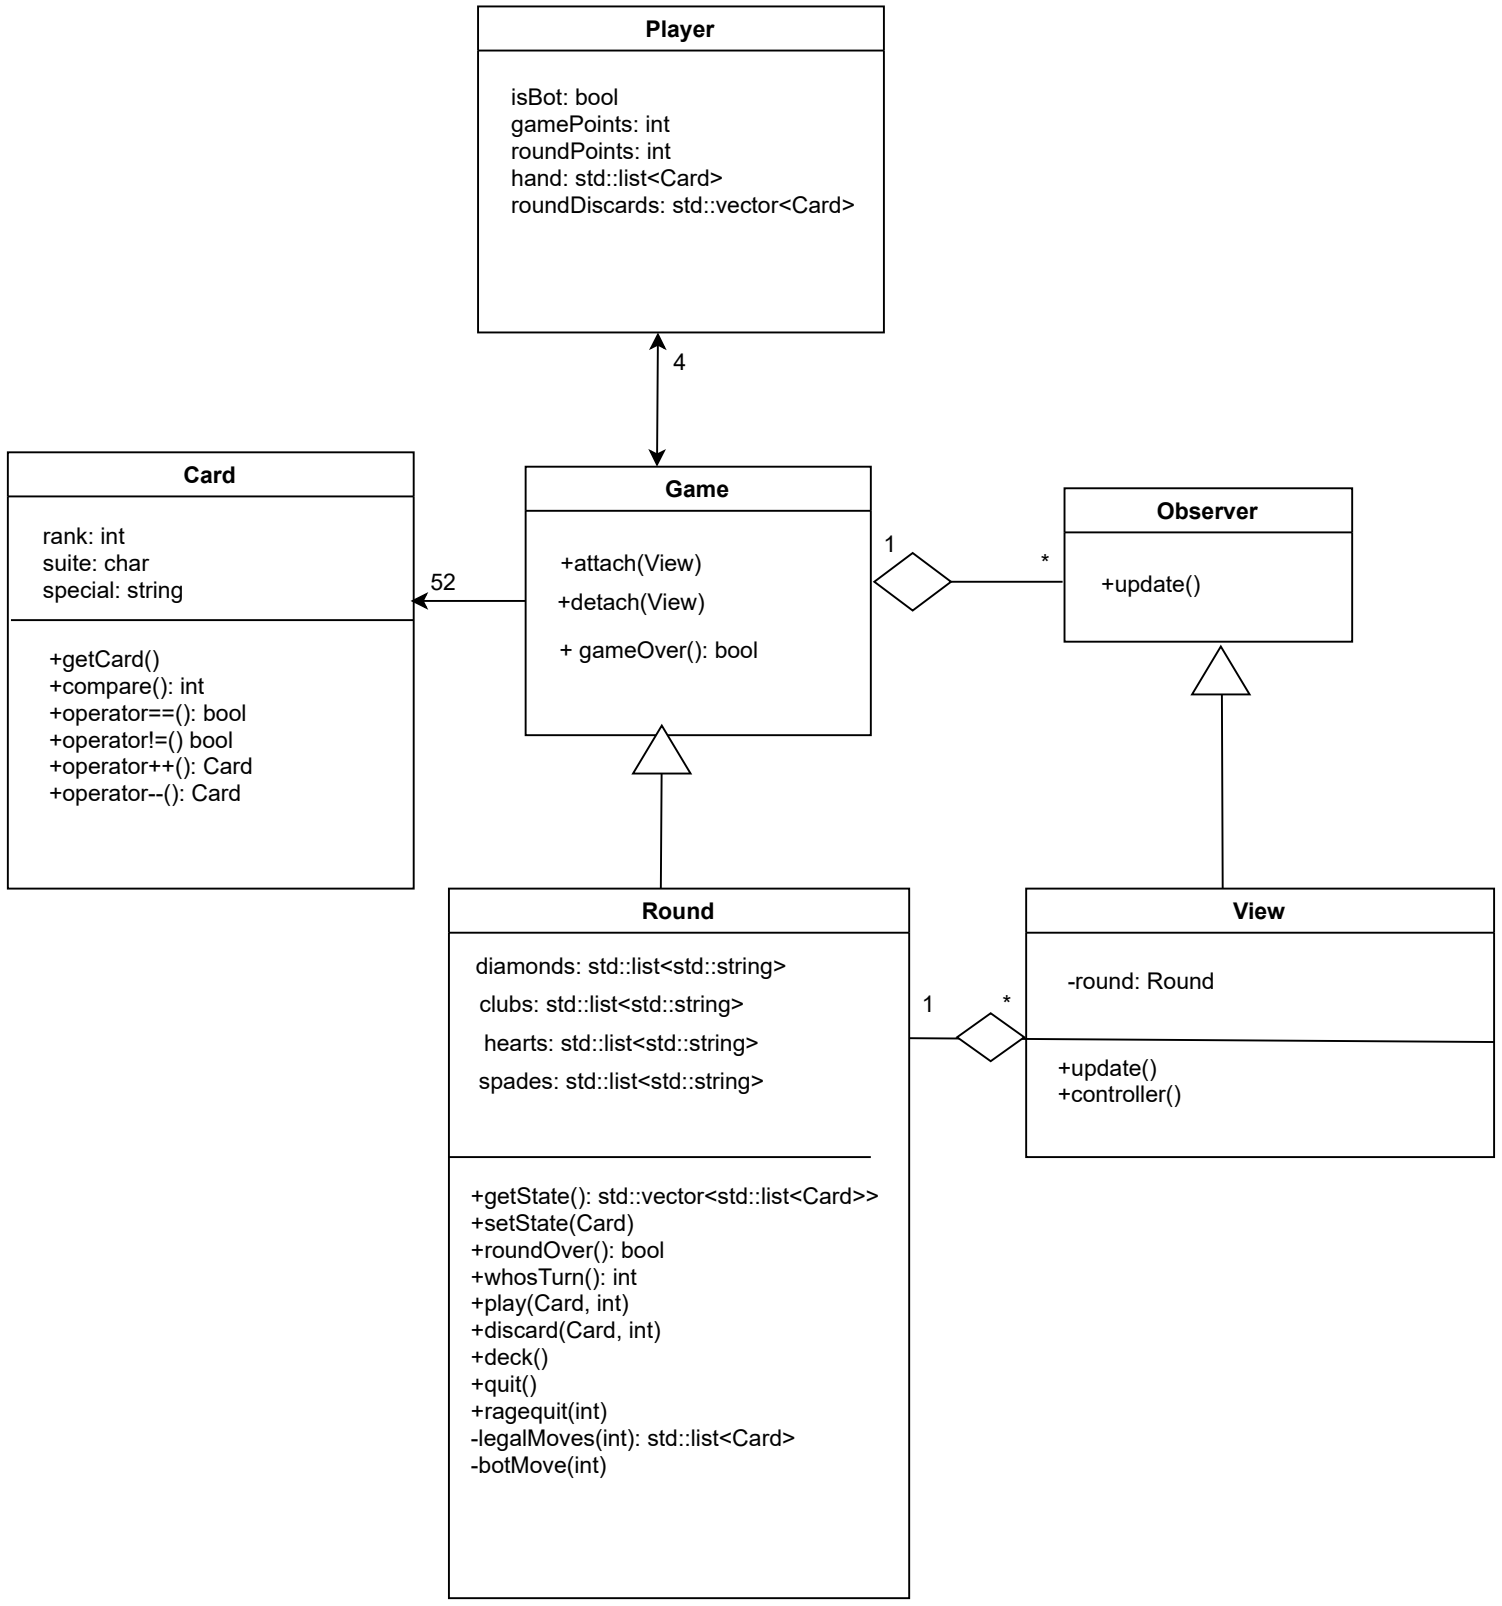 Player
isBot: bool
gamePoints: int
roundPoints: int
hand: std::list<Card>
roundDiscards: std::vector<Card>
4
Card
rank: int
suite: char
special: string
+getCard()
+compare(): int
+operator==(): bool
+operator!=() bool
+operator++(): Card
+operator--(): Card
52
Game
+attach(View)
+detach(View)
+ gameOver(): bool
1
*
Observer
+update()
Round
diamonds: std::list<std::string>
clubs: std::list<std::string>
hearts: std::list<std::string>
spades: std::list<std::string>
+getState(): std::vector<std::list<Card>>
+setState(Card)
+roundOver(): bool
+whosTurn(): int
+play(Card, int)
+discard(Card, int)
+deck()
+quit()
+ragequit(int)
-legalMoves(int): std::list<Card>
-botMove(int)
1
*
View
-round: Round
+update()
+controller()